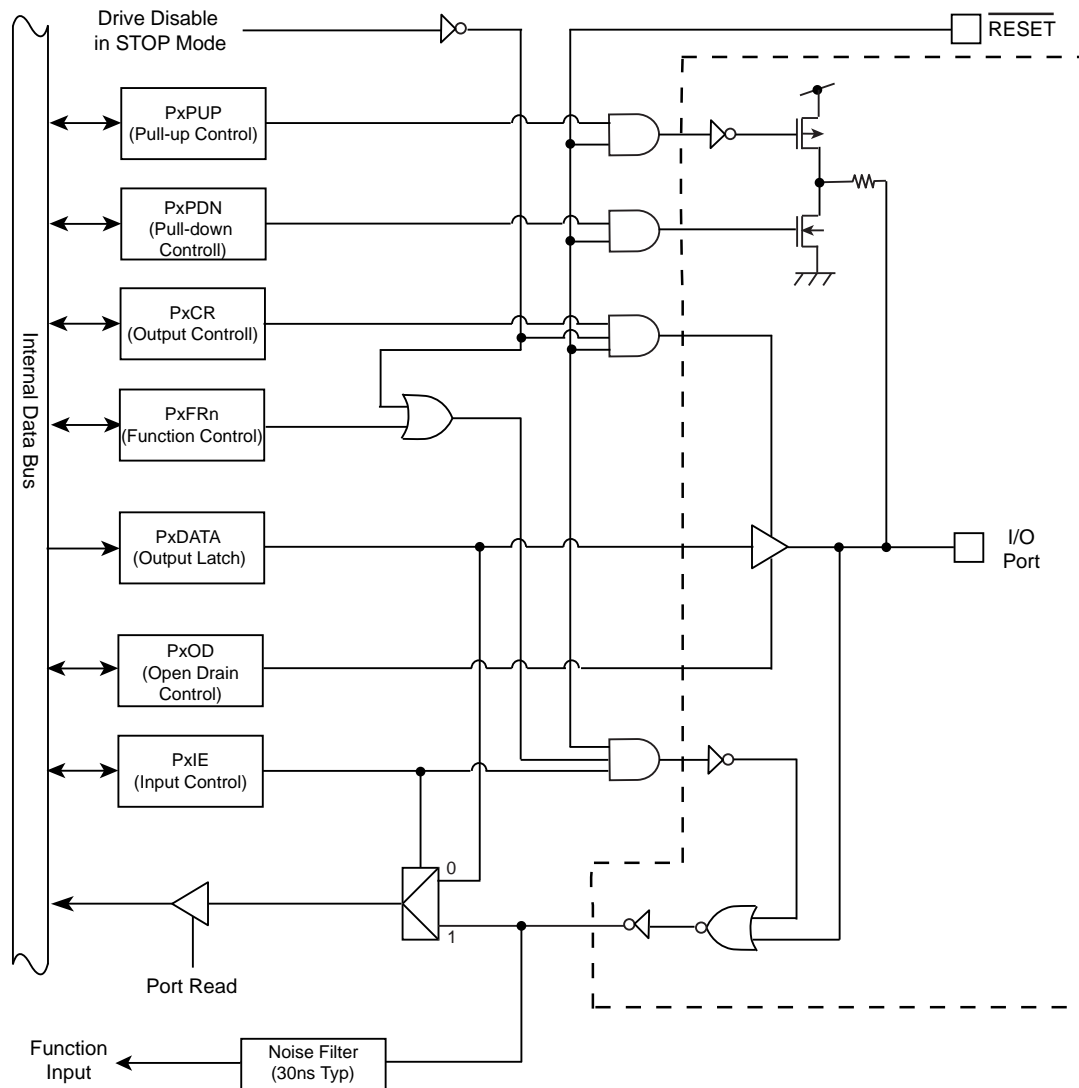 Drive Disable
in STOP Mode
RESET
PxPUP
(Pull-up Control)
PxPDN
(Pull-down
Controll)
PxCR
(Output Controll)
Internal Data Bus
PxFRn
(Function Control)
PxDATA
(Output Latch)
I/O
Port
PxOD
(Open Drain
Control)
PxIE
(Input Control)
0
1
Port Read
Function
Input
Noise Filter
(30ns Typ)